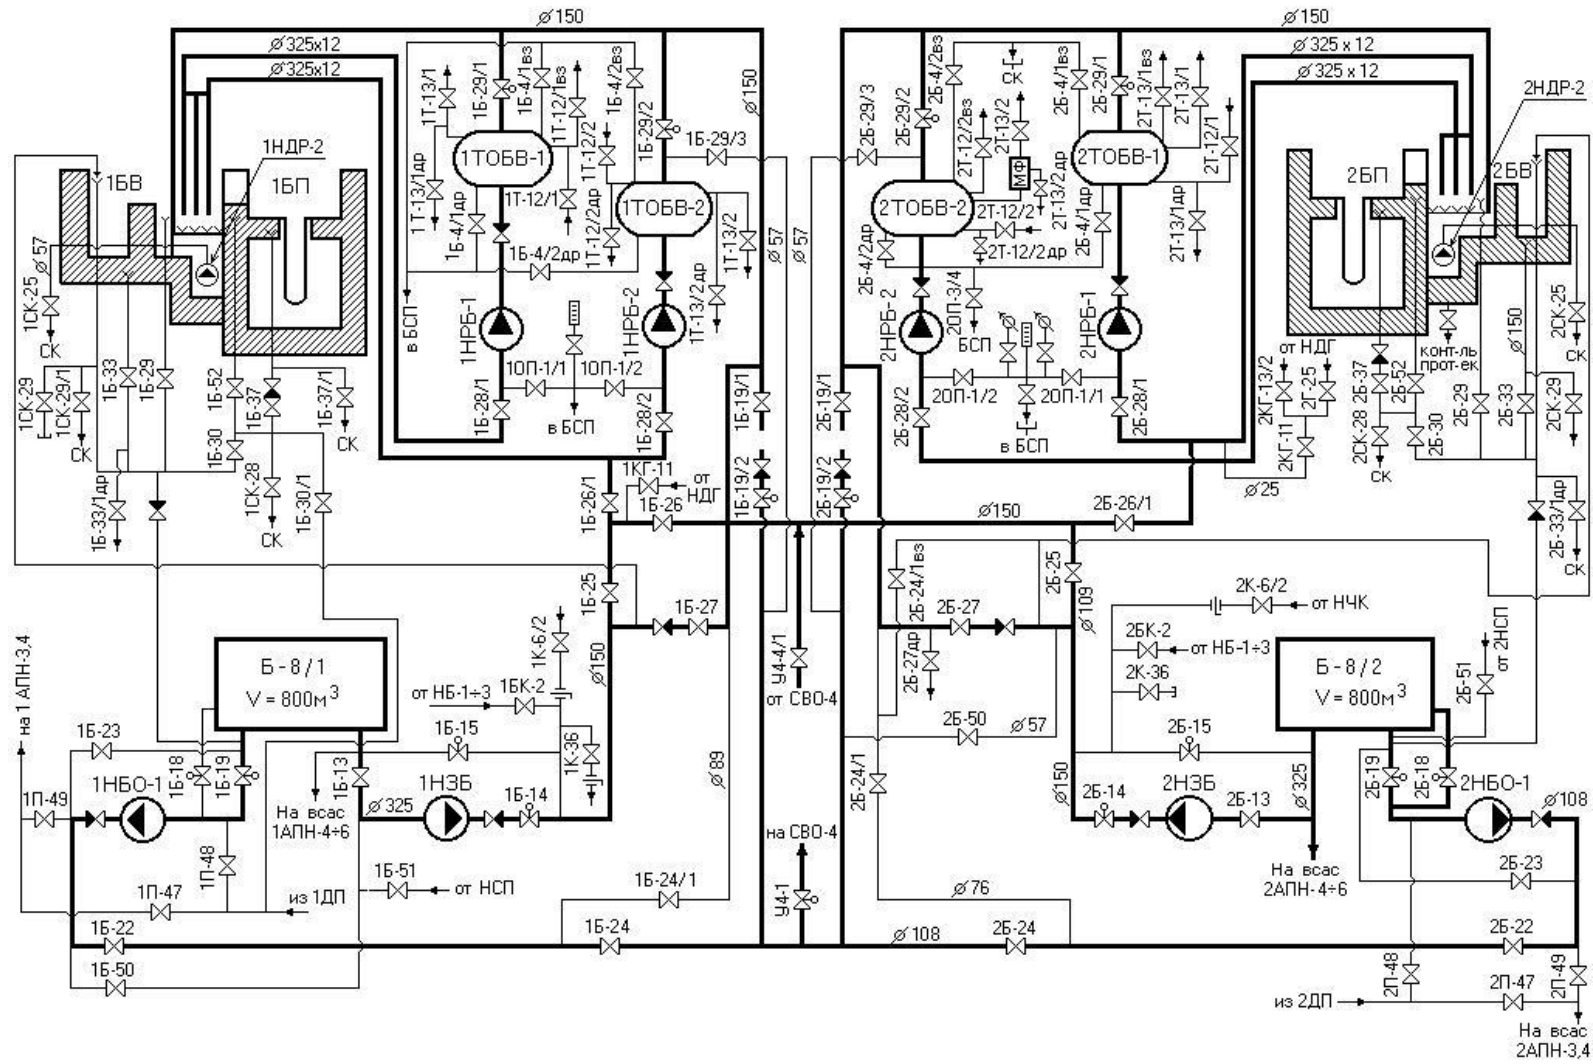 ⌀150
⌀150
⌀325x12
⌀325x12
⌀325 x 12
⌀325 x 12
1Т-13/1
1Б-29/1
1Б-4/1вз
1Т-12/1вз
1Б-4/2вз
1Б-29/2
⌀150
1Б-29/3
1Т-12/2
1ТОБВ-1
1ТОБВ-2
1Т-13/1др
1Б-4/1др
1Т-12/1
1Т-12/2др
1Б-4/2др
1Т-13/2
1Т-13/2др
⌀57
⌀57
2Б-29/3
2Б-29/2
2Б-4/2вз
СК
2Б-4/1вз
2Б-29/1
2Т-13/1вз
2Т-13/1
2Т-12/1
2Т-12/2вз
2Т-13/2
МФ
2Т-13/2др
2ТОБВ-1
2ТОБВ-2
2Т-12/2
2Т-12/2др
2Б-4/2др
2Б-4/1др
2Т-13/1др
2НДР-2
1НДР-2
1БВ
1БП
2БП
2БВ
⌀57
1СК-25
СК
1СК-29
1СК-29/1
СК
1Б-33
1Б-29
1Б-52
1Б-37
1Б-37/1
СК
1Б-30
1СК-28
СК
1Б-30/1
1Б-33/1др
в БСП
1НРБ-1
1НРБ-2
1ОП-1/1
1ОП-1/2
в БСП
1Б-28/1
1Б-28/2
1Б-19/1
2Б-19/1
1Б-19/2
2Б-19/2
2НРБ-2
2НРБ-1
2ОП-3/4
БСП
2ОП-1/2
2ОП-1/1
в БСП
2Б-28/2
2Б-28/1
от НДГ
2КГ-13/2
2Г-25
2КГ-11
⌀25
2СК-28
СК
2Б-37
2Б-52
2Б-30
конт-ль
прот-ек
2Б-29
2Б-33
⌀150
2СК-25
СК
2СК-29
СК
2Б-33/1др
СК
1КГ-11
от
НДГ
1Б-26/1
1Б-26
⌀150
2Б-26/1
1Б-25
1Б-27
⌀150
1К-6/2
У4-4/1
от СВО-4
2Б-24/1вз
2Б-27
2Б-27др
2Б-25
⌀109
2К-6/2
от НЧК
2БК-2
от НБ-1÷3
2К-36
от 2НСП
2Б-51
на 1АПН-3,4
Б-8/1
V = 800м³
Б-8/2
V = 800м³
от НБ-1÷3
1БК-2
1Б-15
1К-36
1Б-23
1Б-18
1Б-19
1Б-13
На всас
1АПН-4÷6
1НБО-1
1П-49
⌀325
1НЗБ
1Б-14
⌀89
2Б-50
⌀57
2Б-24/1
⌀150
2Б-15
2Б-14
2НЗБ
2Б-13
⌀325
2Б-19
2Б-18
2НБО-1
⌀108
на СВО-4
У4-1
На всас
2АПН-4÷6
2Б-23
1П-48
1П-47
из 1ДП
1Б-51
от НСП
1Б-24/1
⌀76
1Б-22
1Б-24
⌀108
2Б-24
2Б-22
1Б-50
из 2ДП
2П-48
2П-47
2П-49
На всас
2АПН-3,4